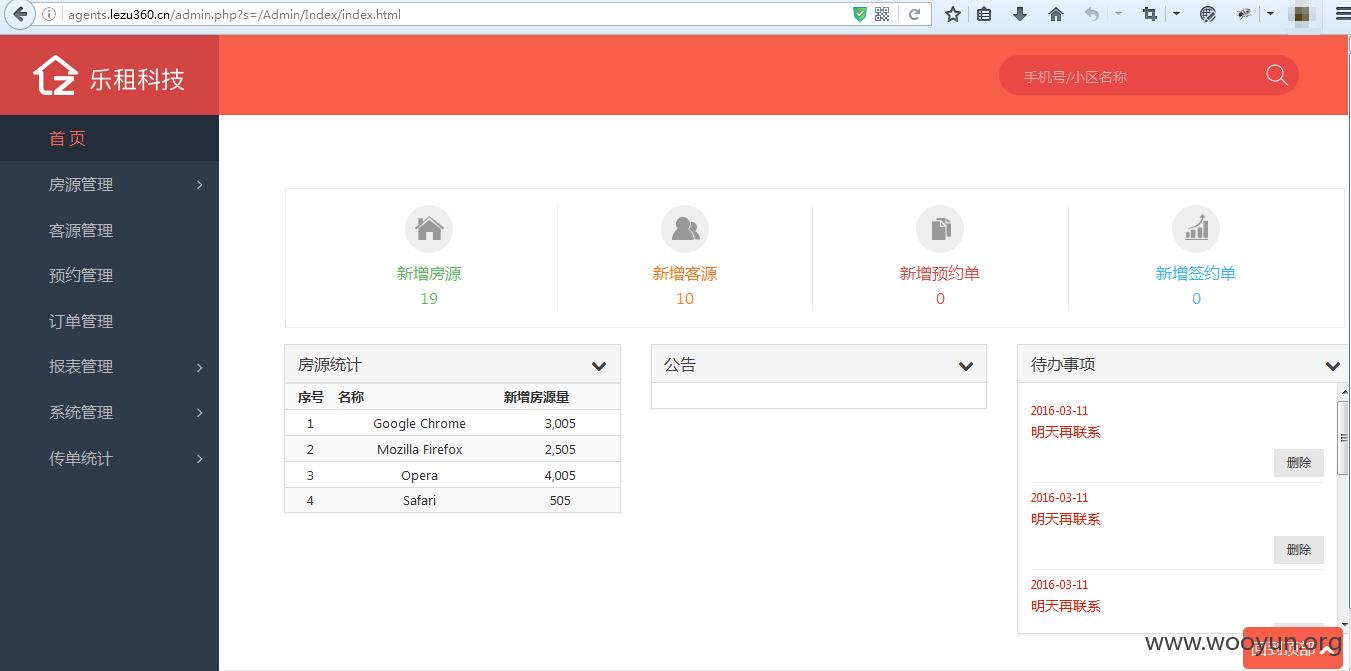 agents.lezu360.cn/admin.php?s=/Admin/Index/index.html
乐租科技
手机号/小区名称
首页
房源管理
客源管理
预约管理
订单管理
报表管理
系统管理
传单统计
新增房源
19
新增客源
10
新增预约单
0
新增签约单
0
房源统计
序号 名称 新增房源量
1 Google Chrome 3,005
2 Mozilla Firefox 2,505
3 Opera 4,005
4 Safari 505
公告
待办事项
2016-03-11
明天再联系
删除
2016-03-11
明天再联系
删除
2016-03-11
明天再联系
回到顶部
www.wooyun.org